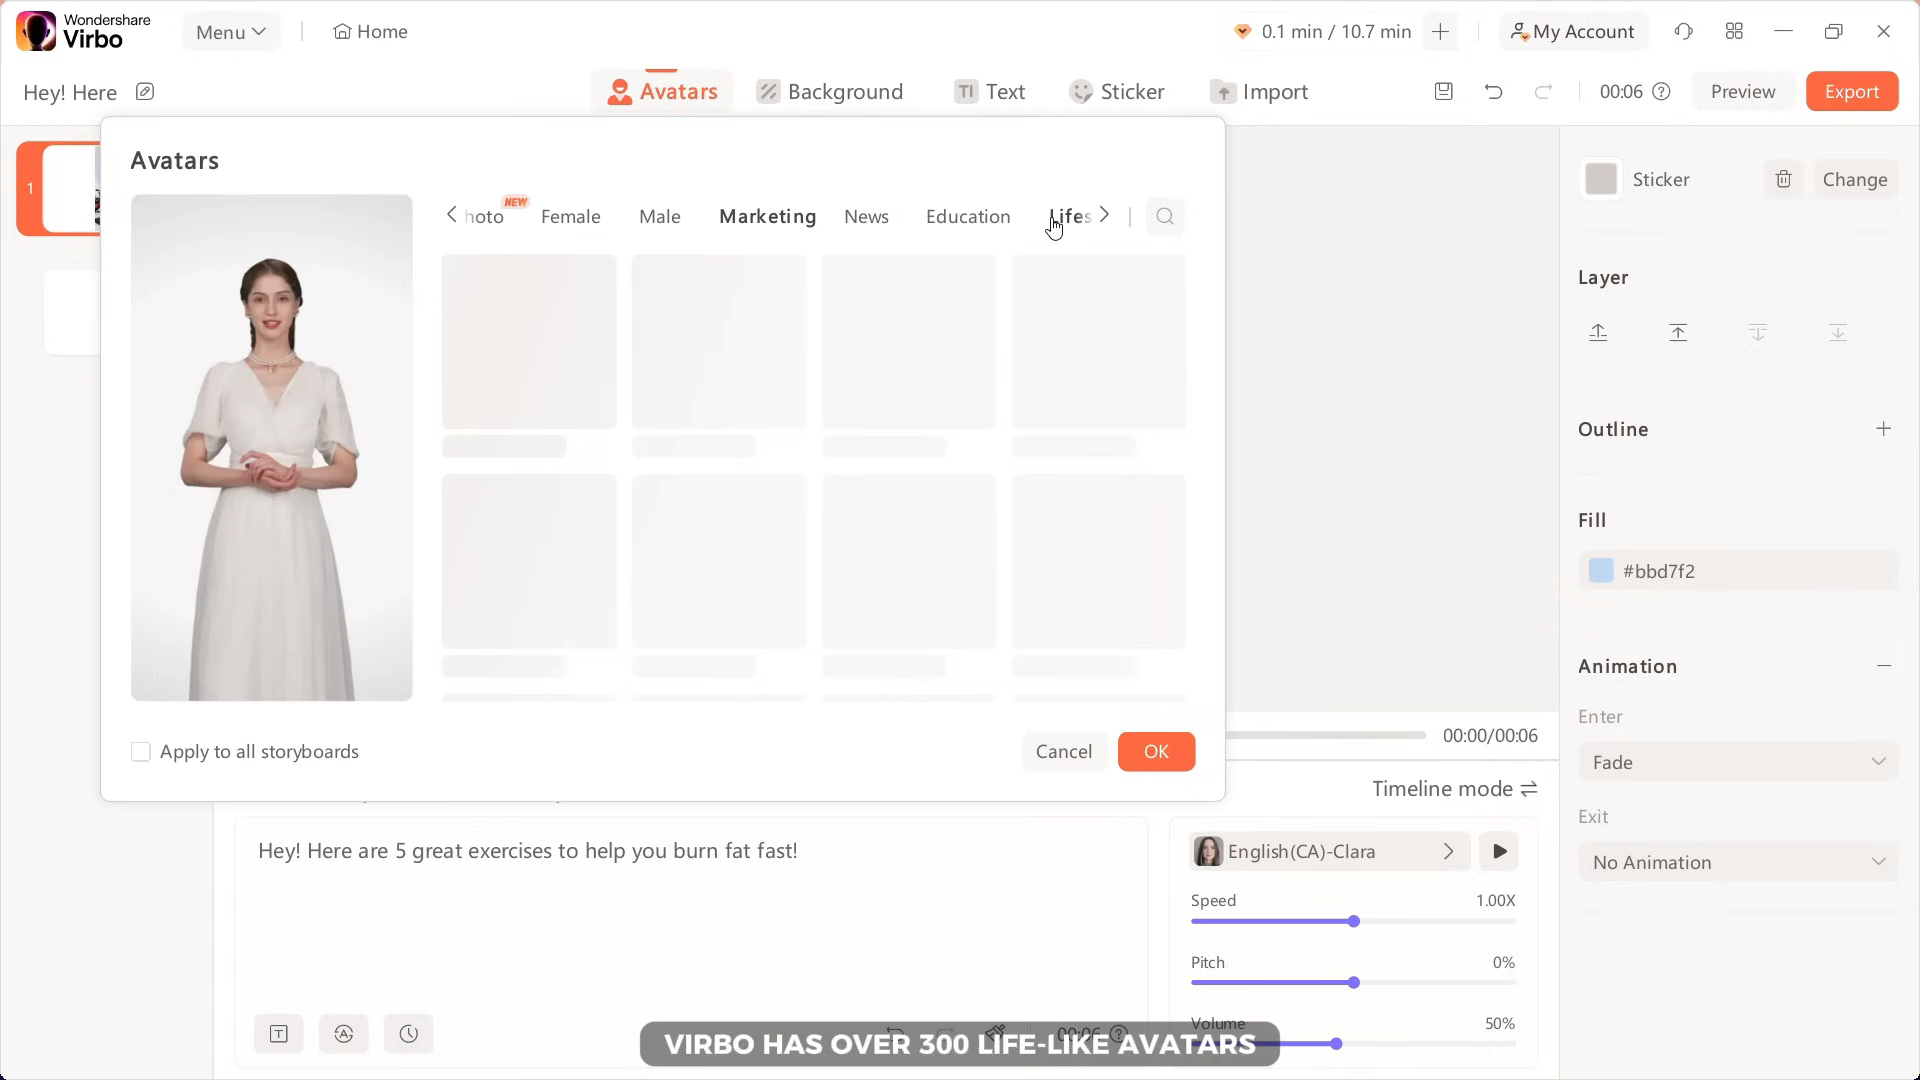 Wondershare
Virbo
Menu
Home
0.1 min / 10.7 min
My Account
Hey! Here
Avatars
Background
Text
Sticker
Import
00:06
Preview
Export
Avatars
hoto
NEW
Female
Male
Marketing
News
Education
Lifes
1
Apply to all storyboards
Cancel
OK
Sticker
Change
Layer
Outline
Fill
#bbd7f2
Animation
Enter
Fade
Exit
No Animation
00:00/00:06
Timeline mode
Hey! Here are 5 great exercises to help you burn fat fast!
English(CA)-Clara
Speed
1.00X
Pitch
0%
Volume
50%
00:06
VIRBO HAS OVER 300 LIFE-LIKE AVATARS